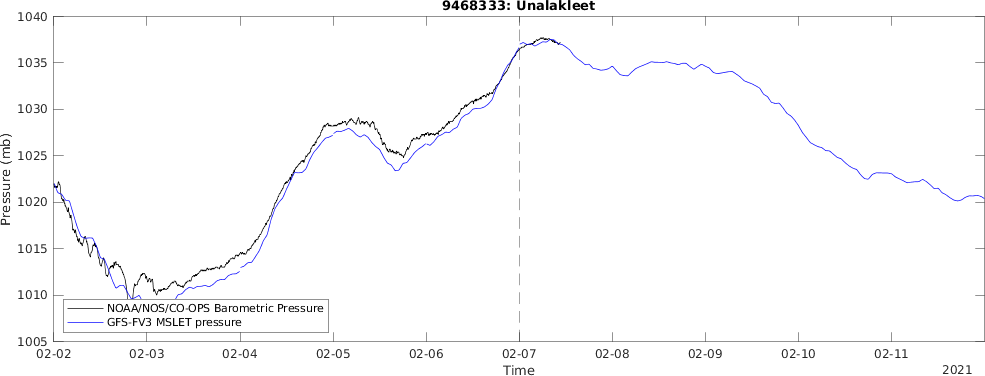 9468333: Unalakleet
Pressure (mb)
1040
1035
1030
1025
1020
1015
1010
1005
NOAA/NOS/CO-OPS Barometric Pressure
GFS-FV3 MSLET pressure
02-02 02-03 02-04 02-05 02-06 02-07 02-08 02-09 02-10 02-11
Time
2021